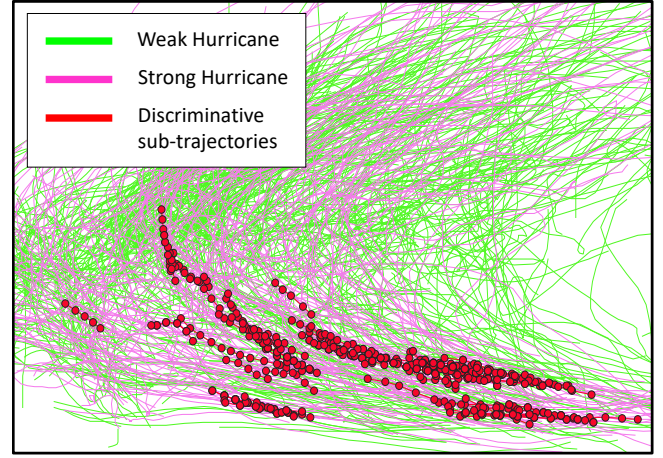 Weak Hurricane
Strong Hurricane
Discriminative
sub-trajectories